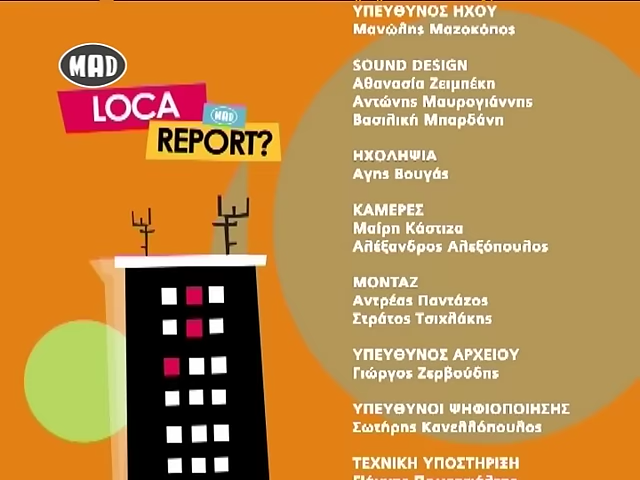 MAD
LOCA
MAD
REPORT?
ΥΠΕΥΘΥΝΟΣ ΗΧΟΥ
Μανώλης Μαζοκόπος
SOUND DESIGN
Αθανασία Ζειμπέκη
Αντώνης Μαυρογιάννης
Βασιλική Μπαρδάνη
ΗΧΟΛΗΨΙΑ
Αγης Βουγάς
ΚΑΜΕΡΕΣ
Μαίρη Κάστιζα
Αλέξανδρος Αλεξόπουλος
ΜΟΝΤΑΖ
Αντρέας Παντάζος
Στράτος Τσιχλάκης
ΥΠΕΥΘΥΝΟΣ ΑΡΧΕΙΟΥ
Γιώργος Ζερβούδης
ΥΠΕΥΘΥΝΟΙ ΨΗΦΙΟΠΟΙΗΣΗΣ
Σωτήρης Κανελλόπουλος
ΤΕΧΝΙΚΗ ΥΠΟΣΤΗΡΙΞΗ